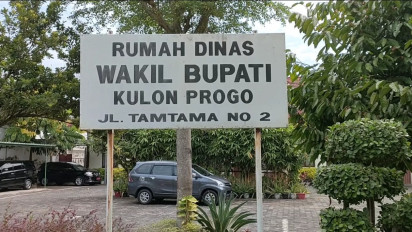 RUMAH DINAS
WAKIL BUPATI
KULON PROGO
JL. TAMTAMA NO 2